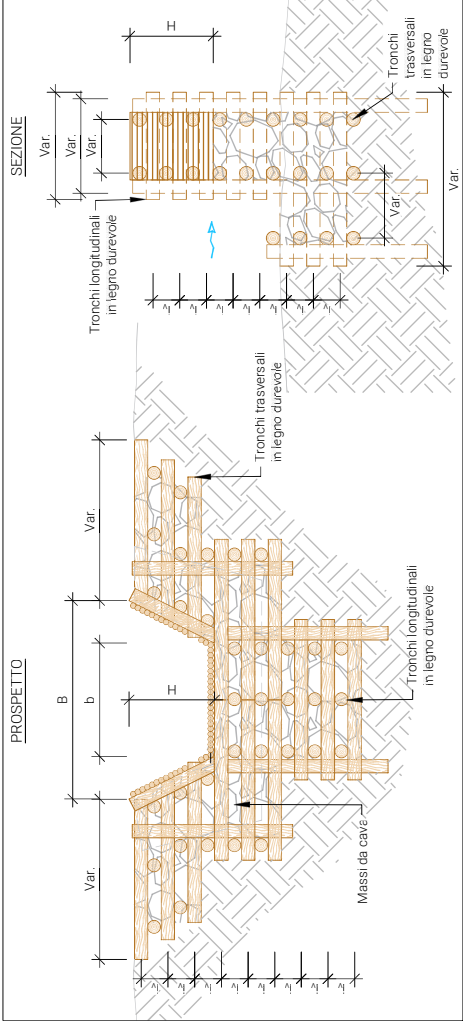 PROSPETTO
Var.
B
b
Var.
H
Tronchi trasversali
in legno durevole
Massi da cava
Tronchi longitudinali
in legno durevole
SEZIONE
Var.
Var.
Var.
H
Tronchi longitudinali
in legno durevole
Tronchi
trasversali
in legno
durevole
Var.
Var.